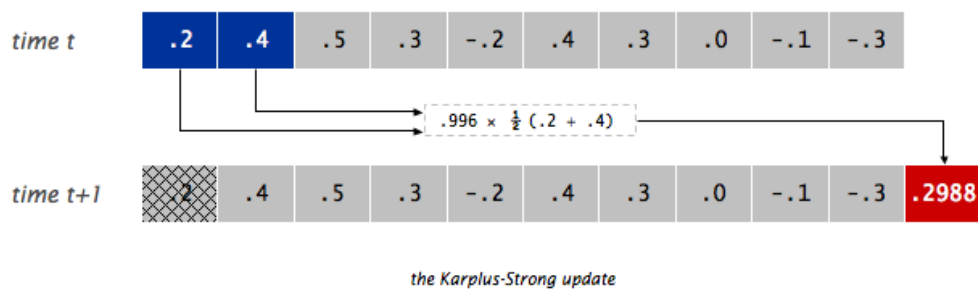 time t .2 .4 .5 .3 -.2 .4 .3 .0 -.1 -.3
.996 × ½ (.2 + .4)
time t+1 .2 .4 .5 .3 -.2 .4 .3 .0 -.1 -.3 .2988
the Karplus-Strong update